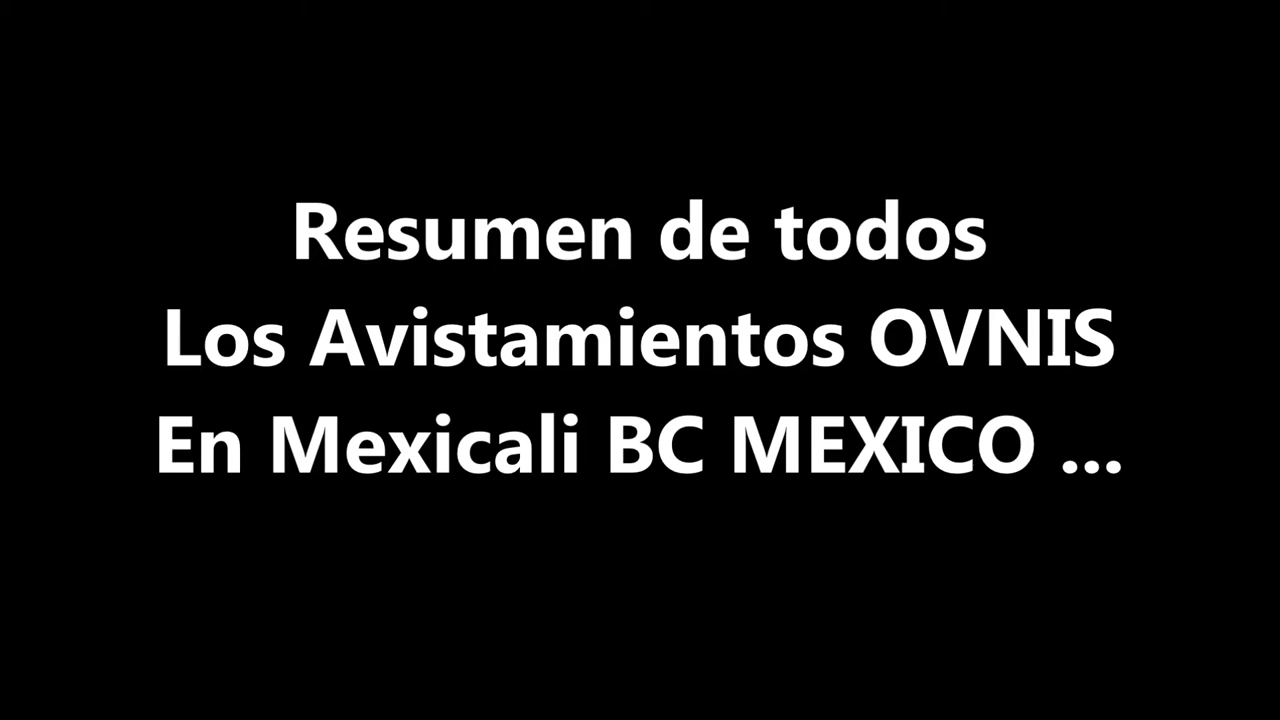 Resumen de todos
Los Avistamientos OVNIS
En Mexicali BC MEXICO ...